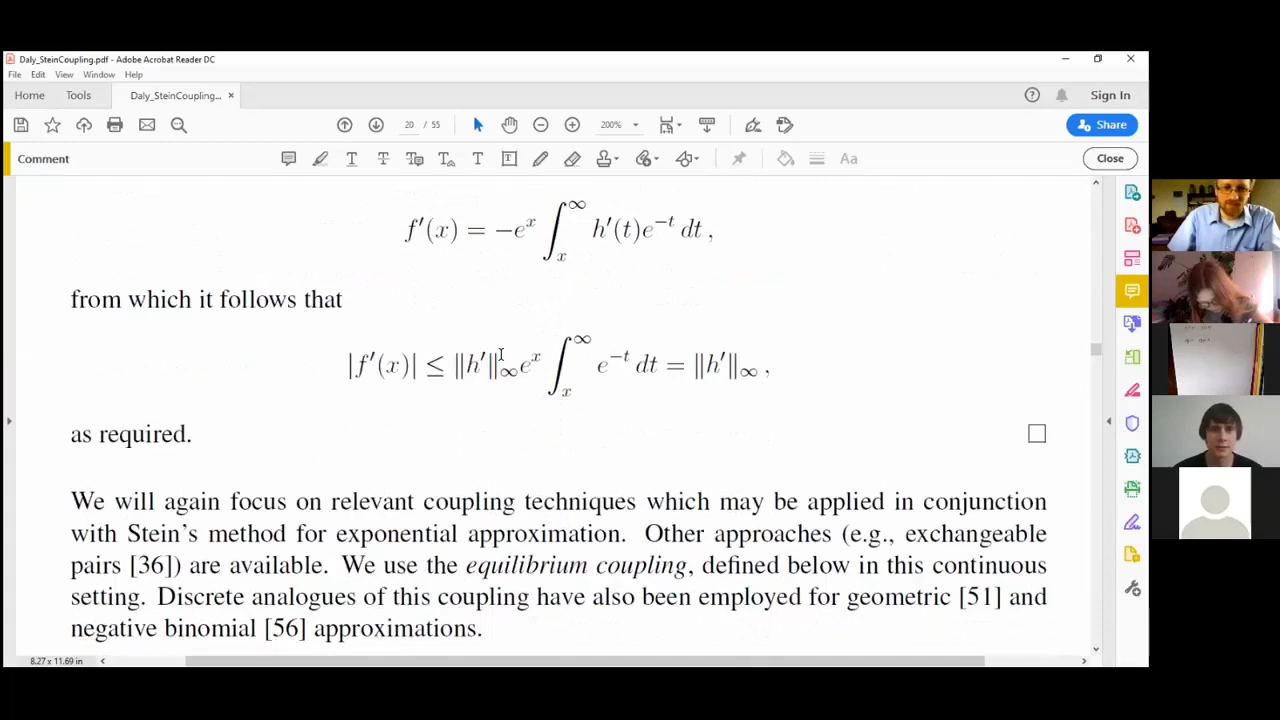 Daly_SteinCoupling.pdf - Adobe Acrobat Reader DC
File Edit View Window Help
Home Tools Daly_SteinCoupling... × Sign In
20 / 55 200% Share
Comment Close
f′(x) = −eˣ ∫ₓ^∞ h′(t)e⁻ᵗ dt ,
from which it follows that
|f′(x)| ≤ ‖h′‖∞eˣ ∫ₓ^∞ e⁻ᵗ dt = ‖h′‖∞ ,
as required. □
We will again focus on relevant coupling techniques which may be applied in conjunction
with Stein's method for exponential approximation. Other approaches (e.g., exchangeable
pairs [36]) are available. We use the equilibrium coupling, defined below in this continuous
setting. Discrete analogues of this coupling have also been employed for geometric [51] and
negative binomial [56] approximations.
8.27 x 11.69 in